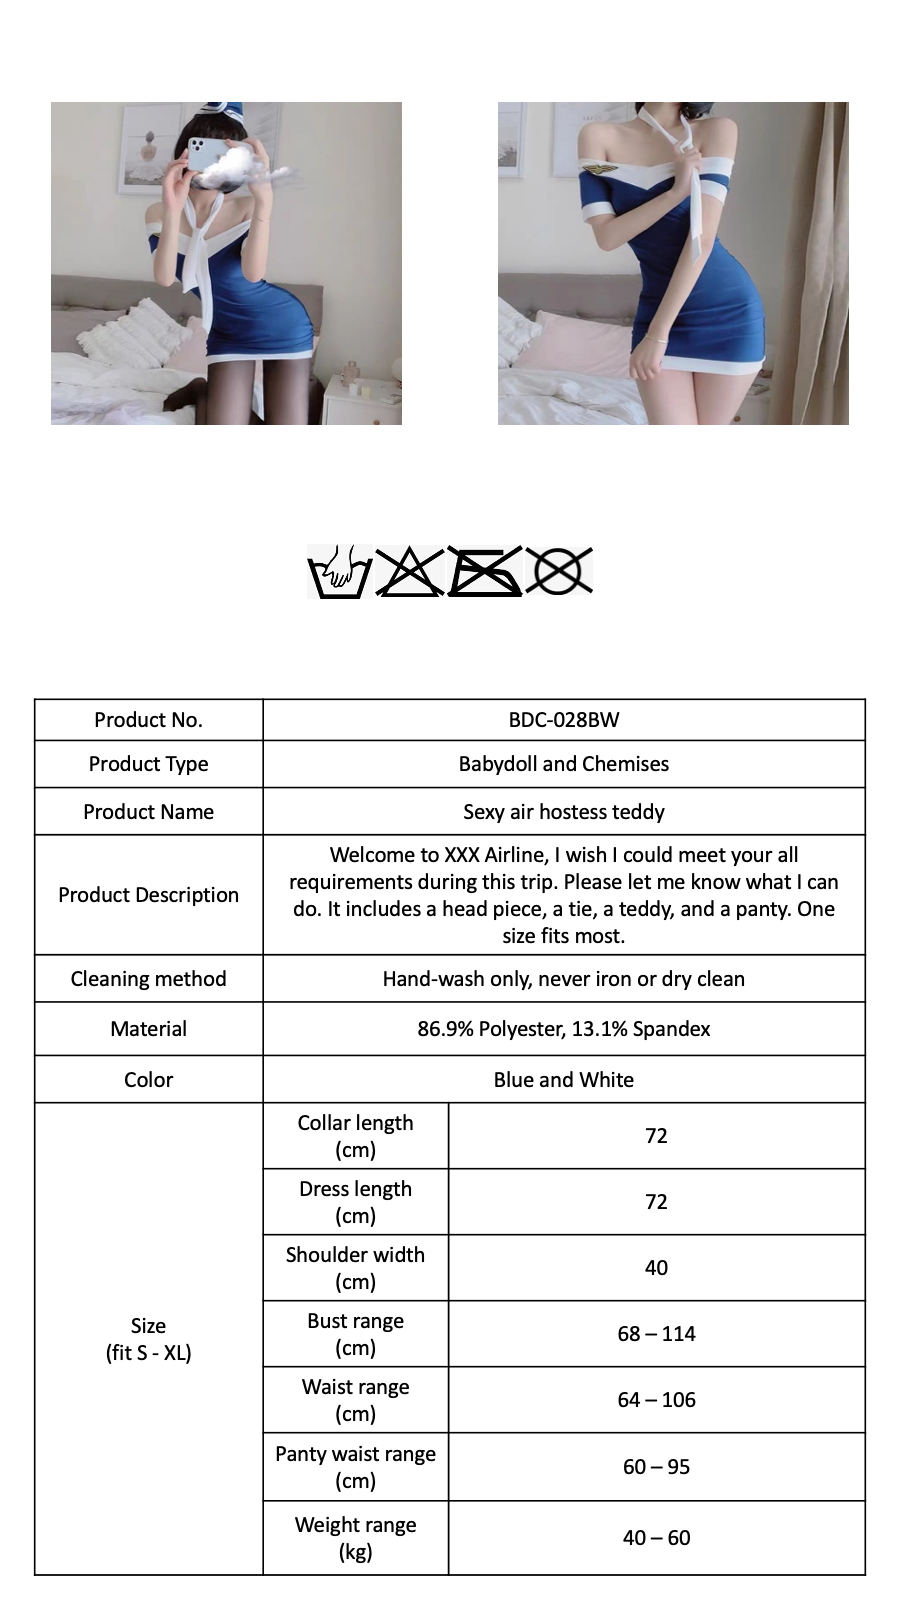 Product No.
BDC-028BW
Product Type
Babydoll and Chemises
Product Name
Sexy air hostess teddy
Product Description
Welcome to XXX Airline, I wish I could meet your all
requirements during this trip. Please let me know what I can
do. It includes a head piece, a tie, a teddy, and a panty. One
size fits most.
Cleaning method
Hand-wash only, never iron or dry clean
Material
86.9% Polyester, 13.1% Spandex
Color
Blue and White
Size
(fit S - XL)
Collar length
(cm)
72
Dress length
(cm)
72
Shoulder width
(cm)
40
Bust range
(cm)
68 – 114
Waist range
(cm)
64 – 106
Panty waist range
(cm)
60 – 95
Weight range
(kg)
40 – 60